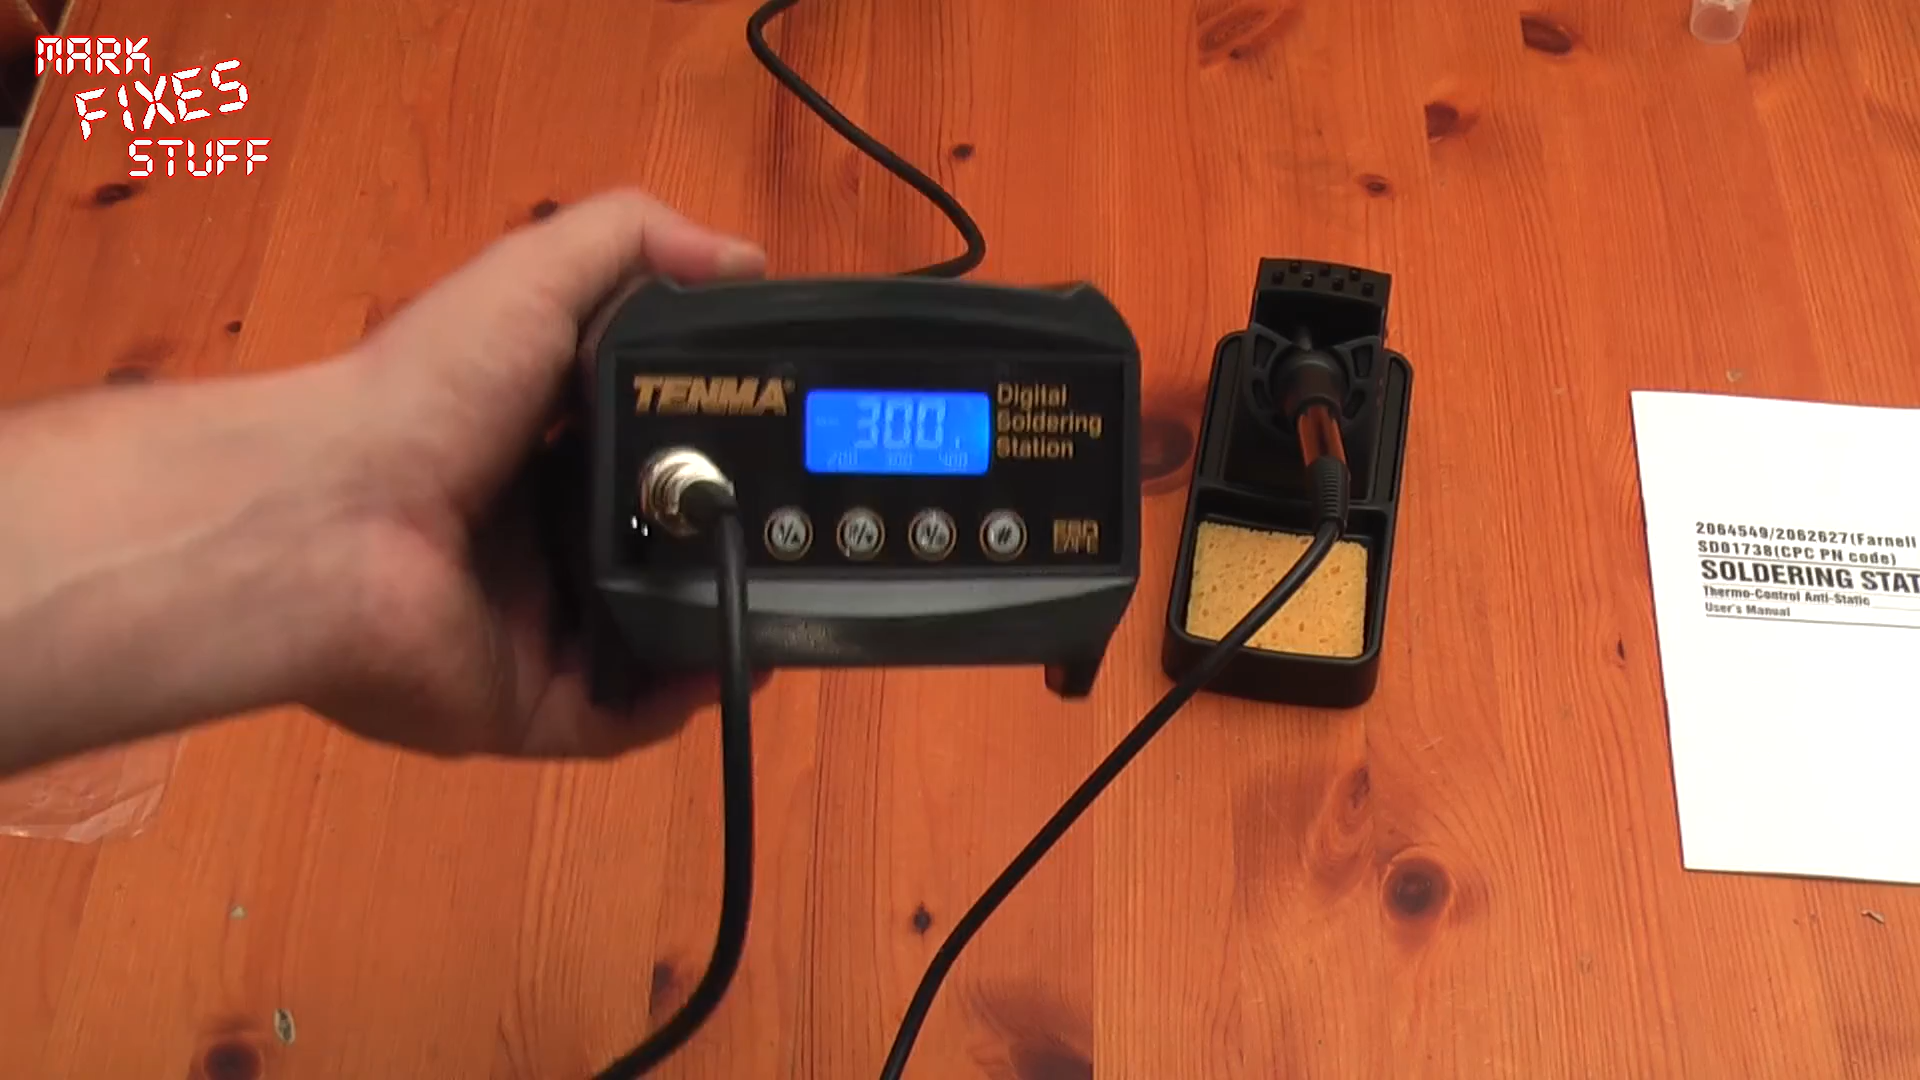 MARK
FIXES
STUFF
TENMA
300
200 300 400
Digital
Soldering
Station
2064549/2062627(Farnell
SD01738(CPC PN code)
SOLDERING STAT
Thermo-Control Anti-Static
User's Manual